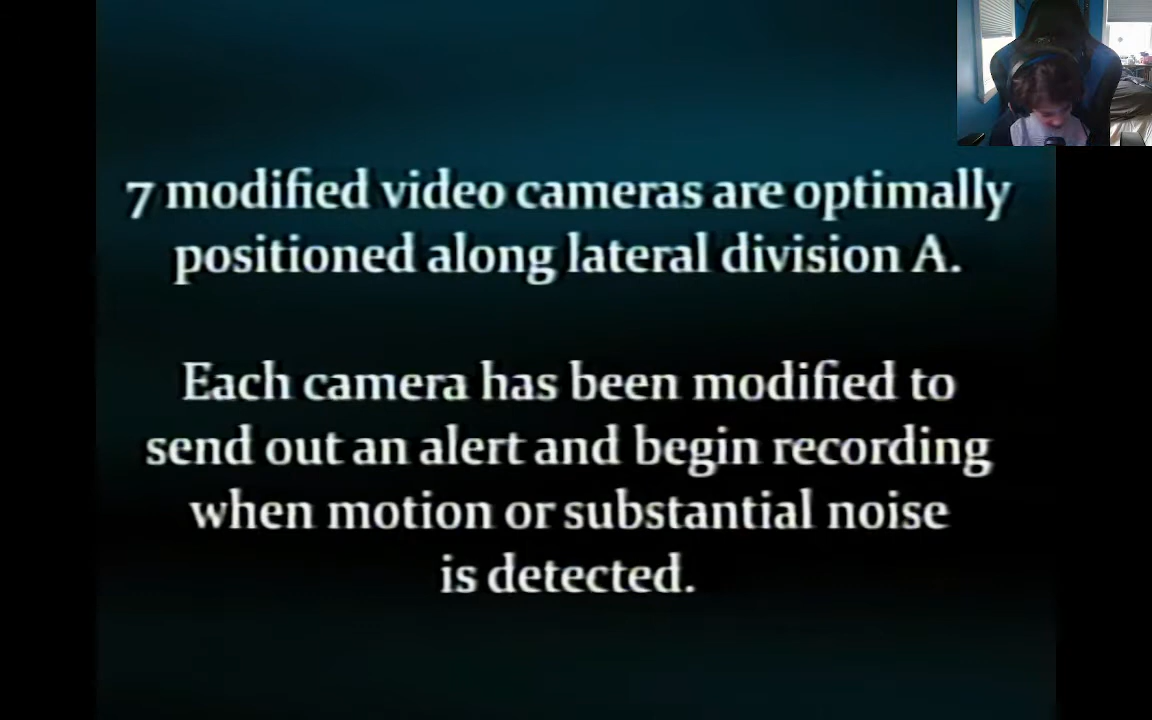 7 modified video cameras are optimally
positioned along lateral division A.
Each camera has been modified to
send out an alert and begin recording
when motion or substantial noise
is detected.